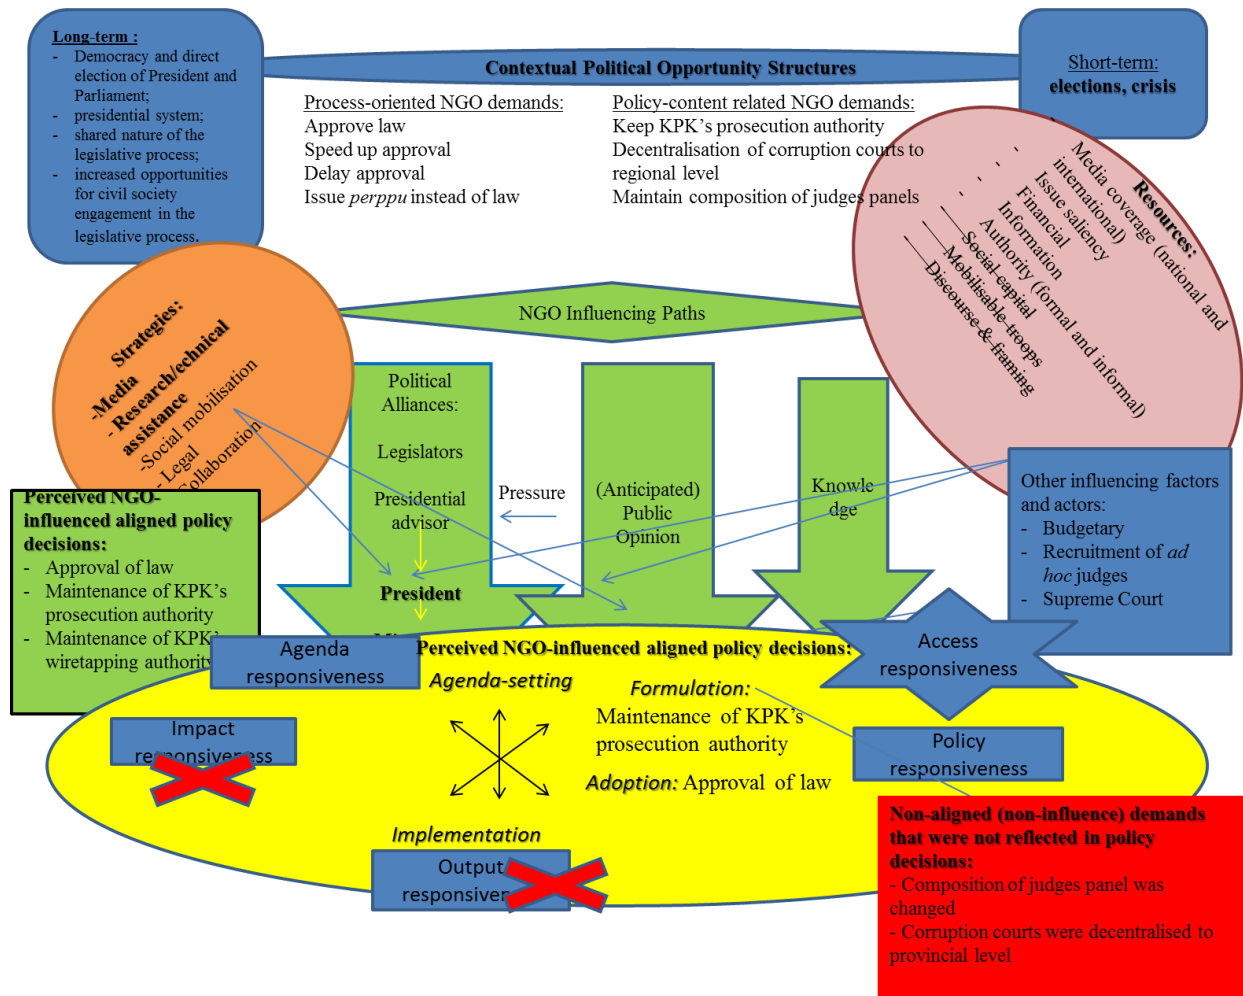 Long-term :
- Democracy and direct
election of President and
Parliament;
- presidential system;
- shared nature of the
legislative process;
- increased opportunities
for civil society
engagement in the
legislative process.
Contextual Political Opportunity Structures
Short-term:
elections, crisis
Process-oriented NGO demands:
Approve law
Speed up approval
Delay approval
Issue perppu instead of law
Policy-content related NGO demands:
Keep KPK's prosecution authority
Decentralisation of corruption courts to
regional level
Maintain composition of judges panels
Resources:
- Media coverage (national and
international)
- Issue saliency
- Financial
- Information
- Authority (formal and informal)
- Social capital
- Mobilisable troops
- Discourse & framing
Strategies:
-Media
- Research/echnical
assistance
-Social mobilisation
- Legal
Collaboration
NGO Influencing Paths
Political
Alliances:
Legislators
Presidential
advisor
President
Pressure
(Anticipated)
Public
Opinion
Knowle
dge
Other influencing factors
and actors:
- Budgetary
- Recruitment of ad
hoc judges
- Supreme Court
Perceived NGO-
influenced aligned policy
decisions:
- Approval of law
- Maintenance of KPK's
prosecution authority
- Maintenance of KPK'
wiretapping authority
Agenda
responsiveness
Perceived NGO-influenced aligned policy decisions:
Access
responsiveness
Agenda-setting
Formulation:
Maintenance of KPK's
prosecution authority
Adoption: Approval of law
Impact
responsiveness
Policy
responsiveness
Implementation
Output
responsiven
Non-aligned (non-influence) demands
that were not reflected in policy
decisions:
- Composition of judges panel was
changed
- Corruption courts were decentralised to
provincial level